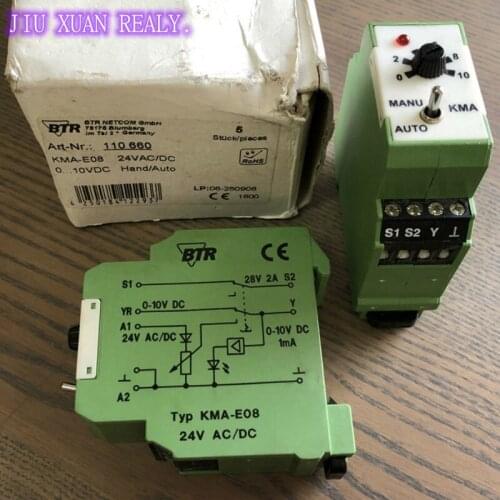 JIU XUAN REALY.
BTR
BTR NETCOM GmbH
78176 Blumberg
Im Tal 2 • Germany
5
Stück/pieces
Art-Nr.: 110 660
KMA-E08 24VAC/DC
0...10VDC Hand/Auto
RoHS
LP:06-250906
CE 1600
2 8
0 10
MANU KMA
AUTO
S1 S2 Y ⊥
BTR CE
S1 28V 2A S2
YR 0-10V DC Y
A1 0-10V DC
24V AC/DC 1mA
⊥ ⊥
A2
Typ KMA-E08
24V AC/DC